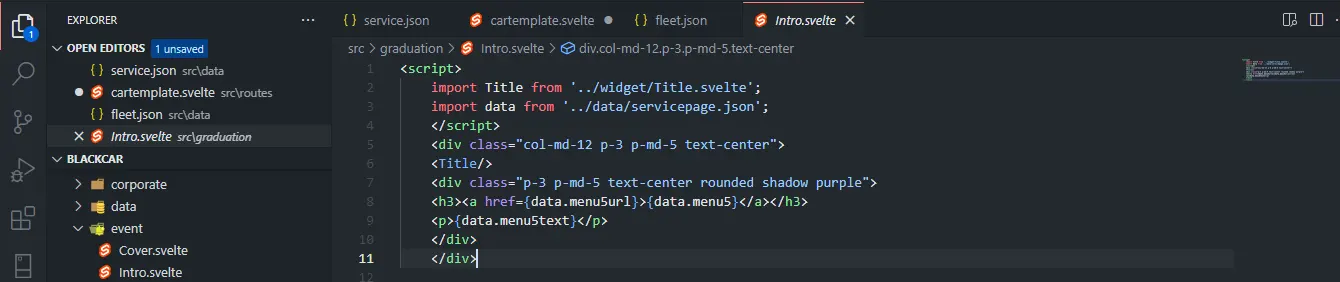 EXPLORER
OPEN EDITORS 1 unsaved
{ } service.json src\data
cartemplate.svelte src\routes
{ } fleet.json src\data
Intro.svelte src\graduation
BLACKCAR
corporate
data
event
Cover.svelte
Intro.svelte
1
{ } service.json cartemplate.svelte { } fleet.json Intro.svelte
src > graduation > Intro.svelte > div.col-md-12.p-3.p-md-5.text-center
1 <script>
2 import Title from '../widget/Title.svelte';
3 import data from '../data/servicepage.json';
4 </script>
5 <div class="col-md-12 p-3 p-md-5 text-center">
6 <Title/>
7 <div class="p-3 p-md-5 text-center rounded shadow purple">
8 <h3><a href={data.menu5url}>{data.menu5}</a></h3>
9 <p>{data.menu5text}</p>
10 </div>
11 </div>
12